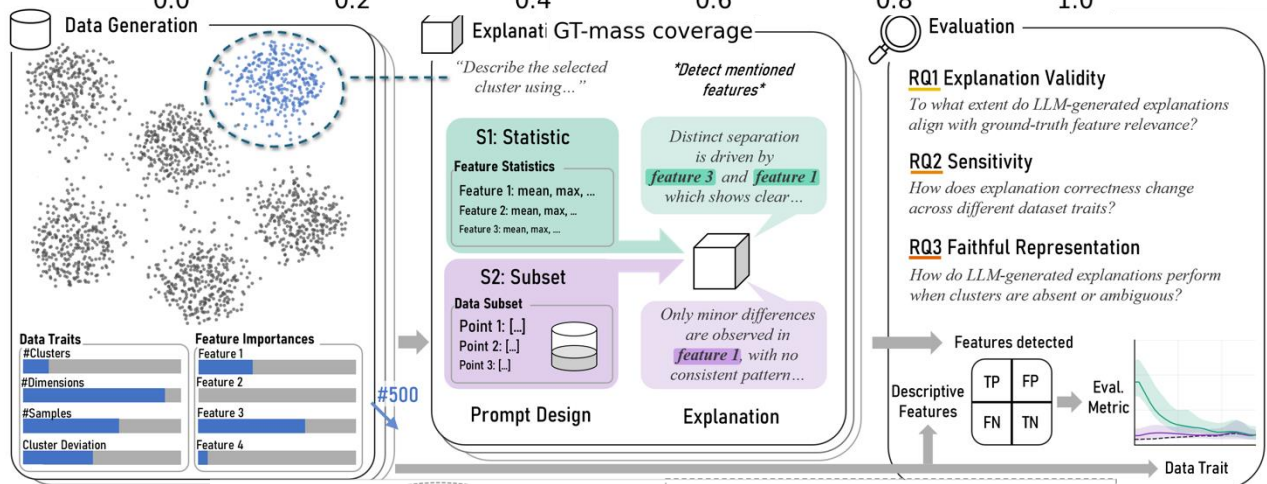 0.0 0.2 0.4 0.6 0.8 1.0
Data Generation
Data Traits
#Clusters
#Dimensions
#Samples
Cluster Deviation
Feature Importances
Feature 1
Feature 2
Feature 3
Feature 4
#500
Explanati GT-mass coverage
“Describe the selected
cluster using…”
*Detect mentioned
features*
S1: Statistic
Feature Statistics
Feature 1: mean, max, ...
Feature 2: mean, max, ...
Feature 3: mean, max, ...
S2: Subset
Data Subset
Point 1: [...]
Point 2: [...]
Point 3: [...]
Prompt Design
Distinct separation
is driven by
feature 3 and feature 1
which shows clear…
Only minor differences
are observed in
feature 1, with no
consistent pattern…
Explanation
Evaluation
RQ1 Explanation Validity
To what extent do LLM-generated explanations
align with ground-truth feature relevance?
RQ2 Sensitivity
How does explanation correctness change
across different dataset traits?
RQ3 Faithful Representation
How do LLM-generated explanations perform
when clusters are absent or ambiguous?
Features detected
Descriptive
Features
TP FP
FN TN
Eval.
Metric
Data Trait